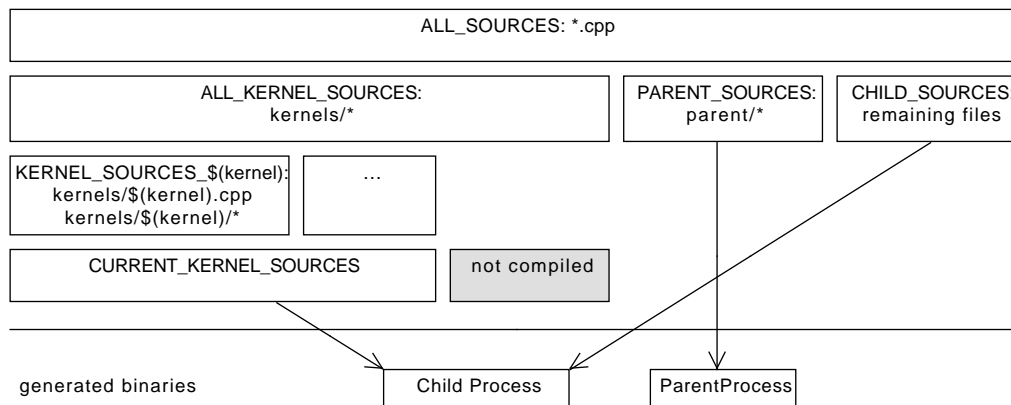 ALL_SOURCES: *.cpp
ALL_KERNEL_SOURCES:
kernels/*
PARENT_SOURCES:
parent/*
CHILD_SOURCES:
remaining files
KERNEL_SOURCES_$(kernel):
kernels/$(kernel).cpp
kernels/$(kernel)/*
...
CURRENT_KERNEL_SOURCES
not compiled
generated binaries
Child Process
ParentProcess